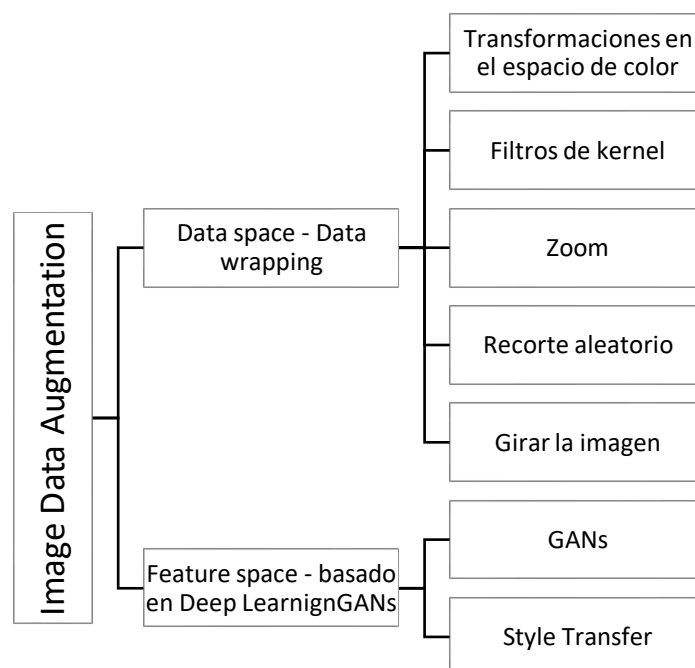 Image Data Augmentation
Data space - Data
wrapping
Transformaciones en
el espacio de color
Filtros de kernel
Zoom
Recorte aleatorio
Girar la imagen
Feature space - basado
en Deep LearnignGANs
GANs
Style Transfer